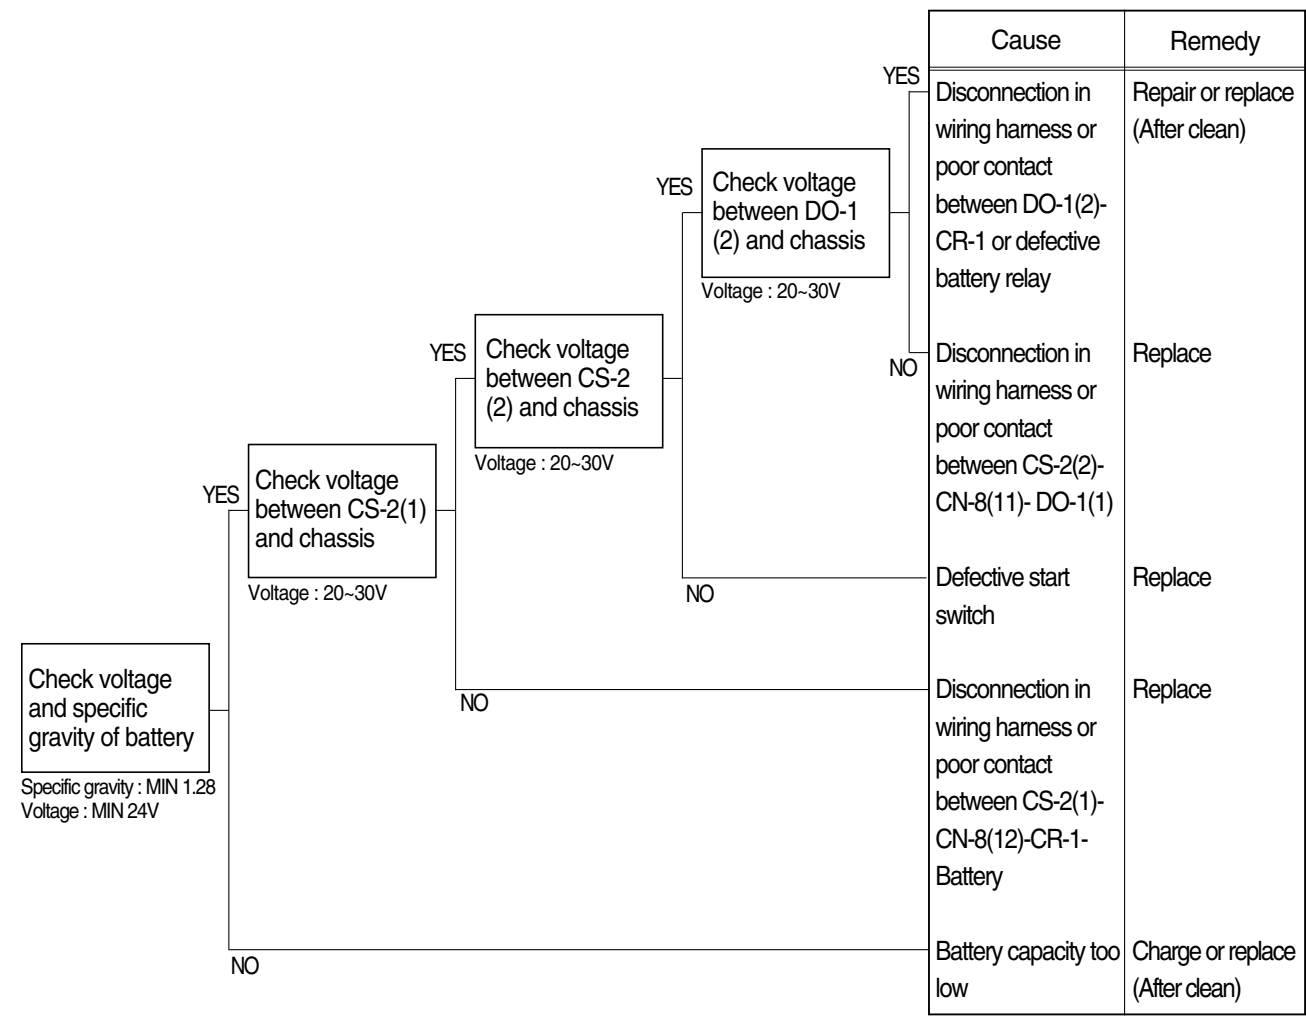 Cause
Remedy
YES
Disconnection in
wiring harness or
poor contact
between DO-1(2)-
CR-1 or defective
battery relay
Repair or replace
(After clean)
YES
Check voltage
between DO-1
(2) and chassis
Voltage : 20~30V
NO
Disconnection in
wiring harness or
poor contact
between CS-2(2)-
CN-8(11)- DO-1(1)
Replace
YES
Check voltage
between CS-2
(2) and chassis
Voltage : 20~30V
NO
Defective start
switch
Replace
YES
Check voltage
between CS-2(1)
and chassis
Voltage : 20~30V
NO
Disconnection in
wiring harness or
poor contact
between CS-2(1)-
CN-8(12)-CR-1-
Battery
Replace
Check voltage
and specific
gravity of battery
Specific gravity : MIN 1.28
Voltage : MIN 24V
NO
Battery capacity too
low
Charge or replace
(After clean)